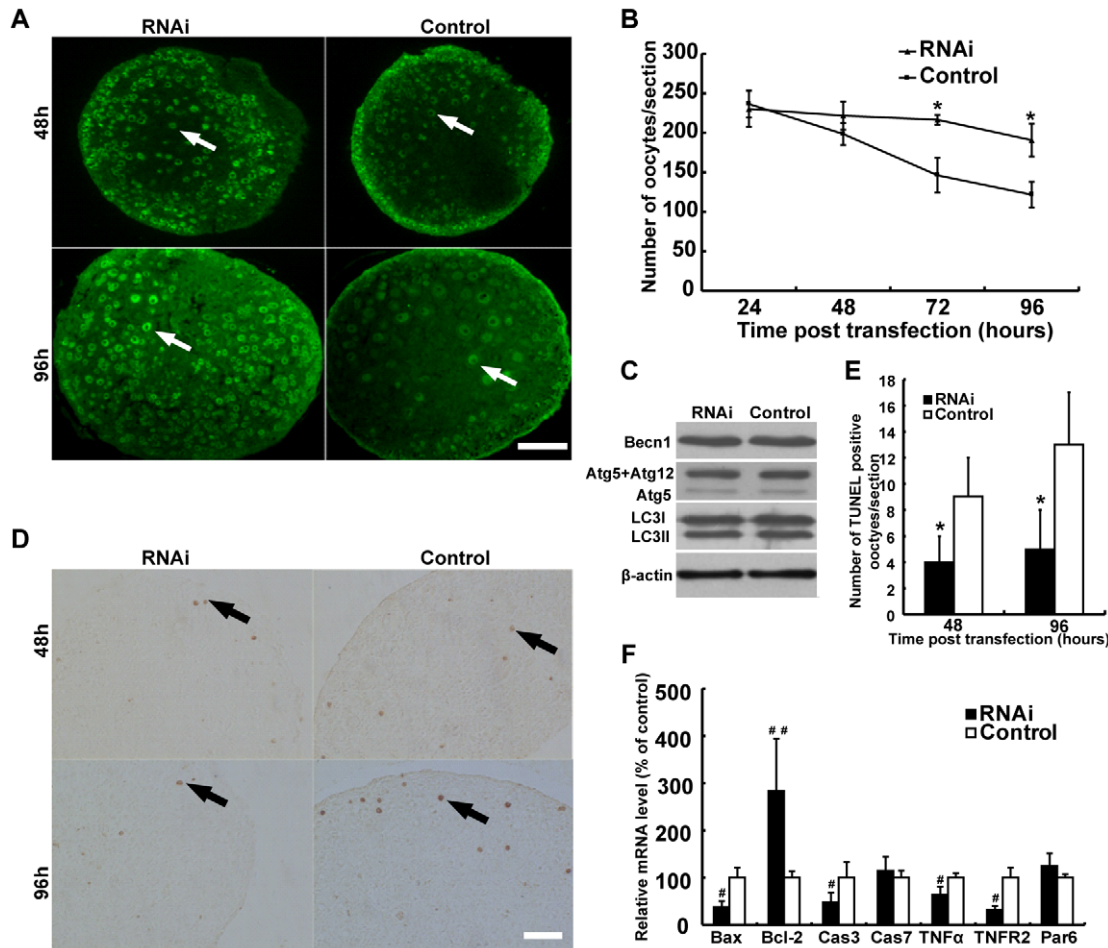 A
RNAi
Control
48h
96h
B
Number of oocytes/section
300
250
200
150
100
50
0
RNAi
Control
*
*
24
48
72
96
Time post transfection (hours)
C
RNAi
Control
Becn1
Atg5+Atg12
Atg5
LC3I
LC3II
β-actin
D
RNAi
Control
48h
96h
E
Number of TUNEL positive
ooctyes/section
18
16
14
12
10
8
6
4
2
0
RNAi
Control
*
*
48
96
Time post transfection (hours)
F
Relative mRNA level (% of control)
500
400
300
200
100
0
RNAi
Control
#
# #
#
#
#
Bax
Bcl-2
Cas3
Cas7
TNFα
TNFR2
Par6